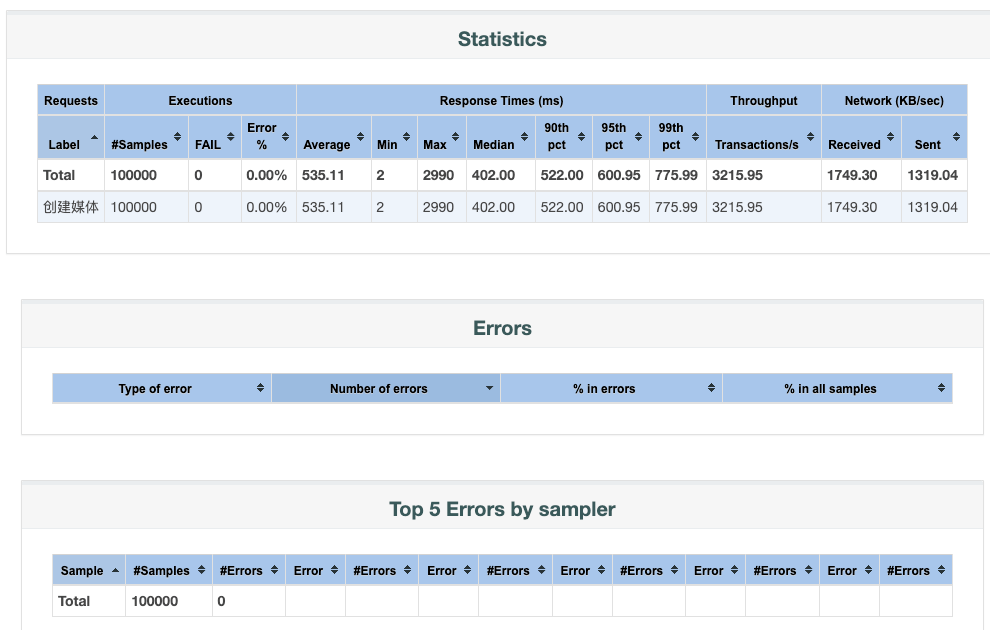 Statistics
Requests Executions Response Times (ms) Throughput Network (KB/sec)
Label #Samples FAIL Error % Average Min Max Median 90th pct 95th pct 99th pct Transactions/s Received Sent
Total 100000 0 0.00% 535.11 2 2990 402.00 522.00 600.95 775.99 3215.95 1749.30 1319.04
创建媒体 100000 0 0.00% 535.11 2 2990 402.00 522.00 600.95 775.99 3215.95 1749.30 1319.04
Errors
Type of error Number of errors % in errors % in all samples
Top 5 Errors by sampler
Sample #Samples #Errors Error #Errors Error #Errors Error #Errors Error #Errors Error #Errors
Total 100000 0